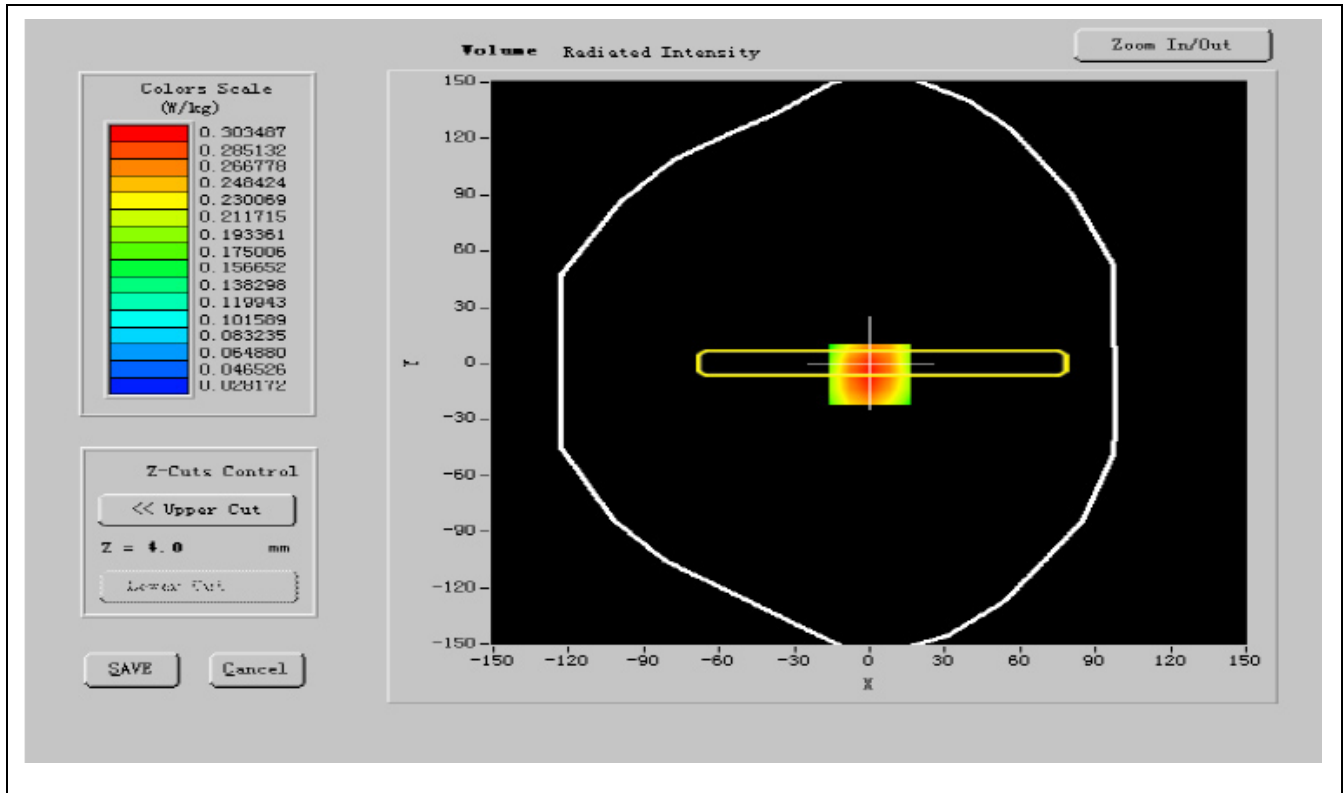 Volume Radiated Intensity
Zoom In/Out
Colors Scale
(W/kg)
0.303487
0.285132
0.266778
0.248424
0.230069
0.211715
0.193361
0.175006
0.156652
0.138298
0.119943
0.101589
0.083235
0.064880
0.046526
0.028172
Z-Cuts Control
<< Upper Cut
Z = 4.0 mm
Lower Cut
SAVE
Cancel
150
120
90
60
30
0
-30
-60
-90
-120
-150
Y
-150 -120 -90 -60 -30 0 30 60 90 120 150
X